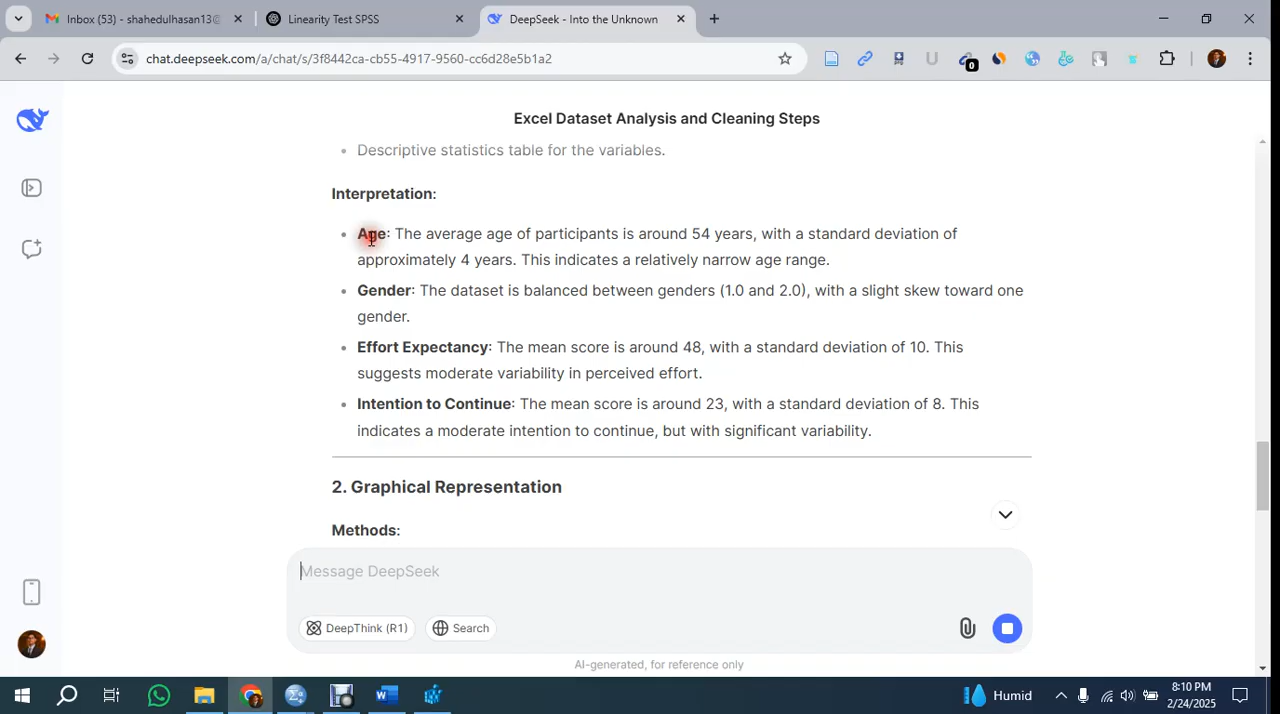 Inbox (53) - shahedulhasan13@
Linearity Test SPSS
DeepSeek - Into the Unknown
chat.deepseek.com/a/chat/s/3f9442ca-cb55-4917-9560-cc6d28e5b1a2
0
Excel Dataset Analysis and Cleaning Steps
• Descriptive statistics table for the variables.
Interpretation:
• Age: The average age of participants is around 54 years, with a standard deviation of
approximately 4 years. This indicates a relatively narrow age range.
• Gender: The dataset is balanced between genders (1.0 and 2.0), with a slight skew toward one
gender.
• Effort Expectancy: The mean score is around 48, with a standard deviation of 10. This
suggests moderate variability in perceived effort.
• Intention to Continue: The mean score is around 23, with a standard deviation of 8. This
indicates a moderate intention to continue, but with significant variability.
2. Graphical Representation
Methods:
Message DeepSeek
DeepThink (R1)
Search
AI-generated, for reference only
Humid
8:10 PM
2/24/2025